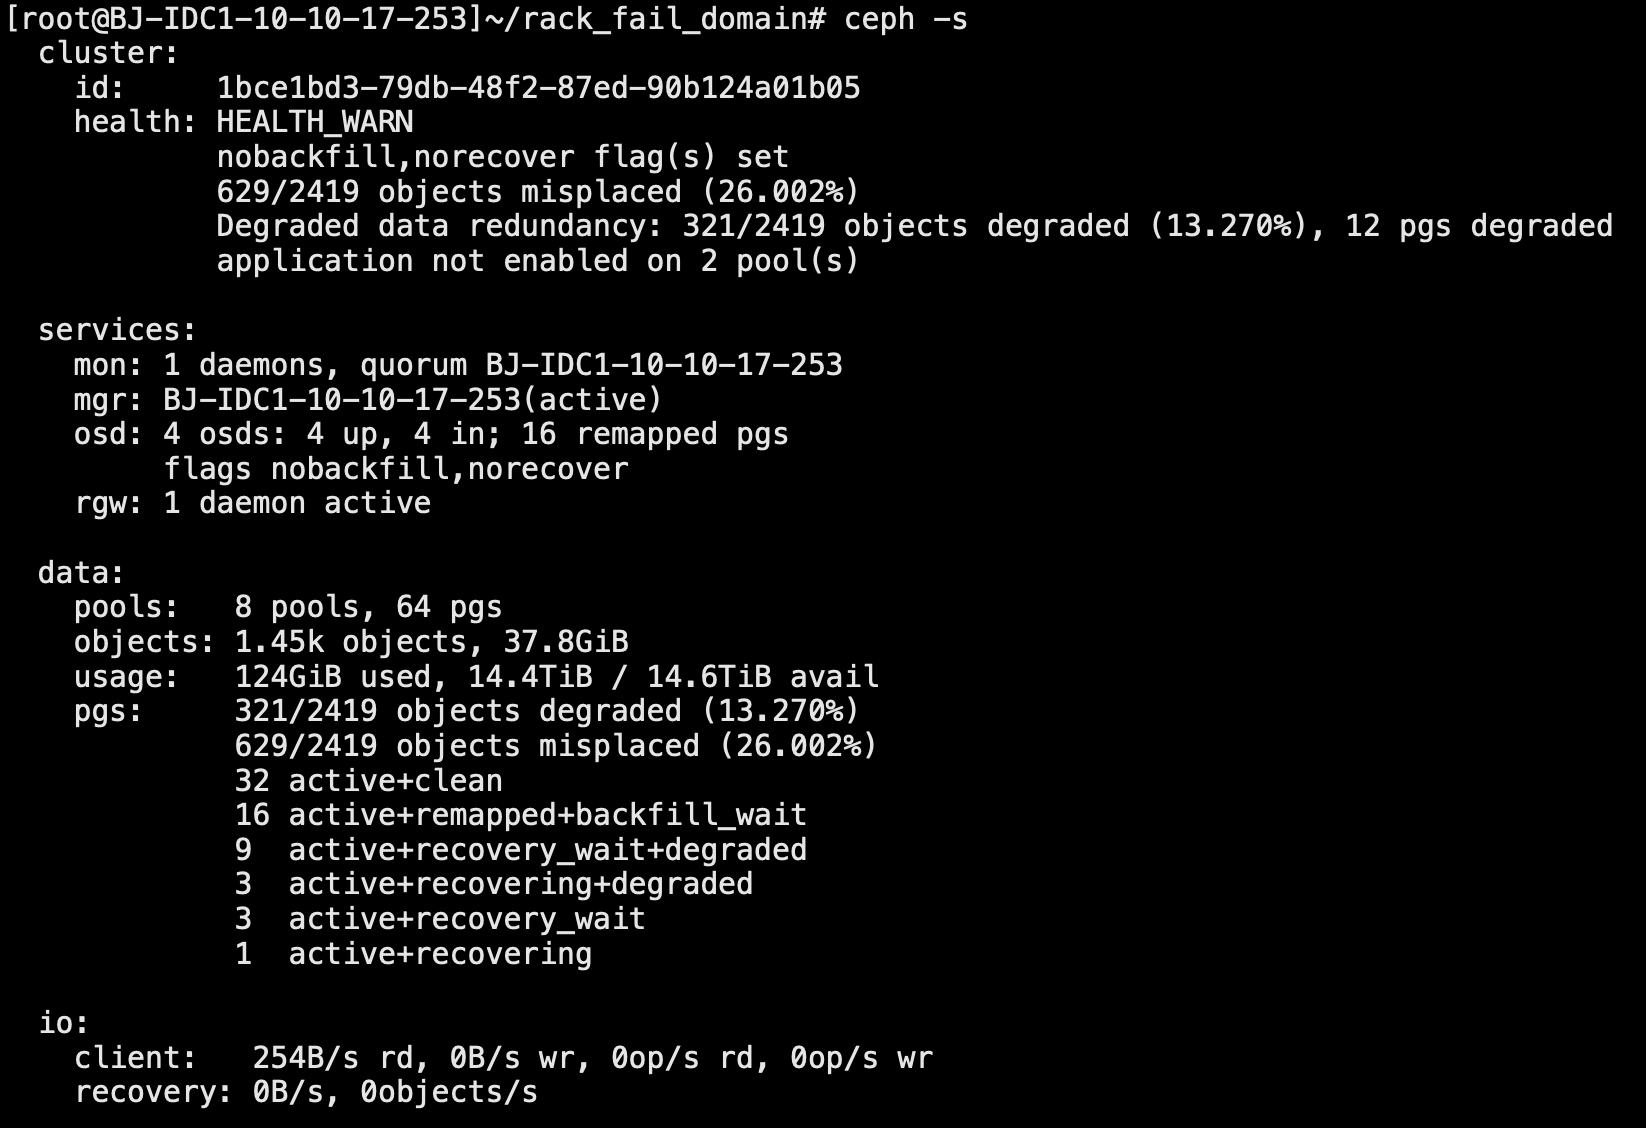 [root@BJ-IDC1-10-10-17-253]~/rack_fail_domain# ceph -s
  cluster:
    id:     1bce1bd3-79db-48f2-87ed-90b124a01b05
    health: HEALTH_WARN
            nobackfill,norecover flag(s) set
            629/2419 objects misplaced (26.002%)
            Degraded data redundancy: 321/2419 objects degraded (13.270%), 12 pgs degraded
            application not enabled on 2 pool(s)

  services:
    mon: 1 daemons, quorum BJ-IDC1-10-10-17-253
    mgr: BJ-IDC1-10-10-17-253(active)
    osd: 4 osds: 4 up, 4 in; 16 remapped pgs
         flags nobackfill,norecover
    rgw: 1 daemon active

  data:
    pools:   8 pools, 64 pgs
    objects: 1.45k objects, 37.8GiB
    usage:   124GiB used, 14.4TiB / 14.6TiB avail
    pgs:     321/2419 objects degraded (13.270%)
             629/2419 objects misplaced (26.002%)
             32 active+clean
             16 active+remapped+backfill_wait
             9  active+recovery_wait+degraded
             3  active+recovering+degraded
             3  active+recovery_wait
             1  active+recovering

  io:
    client:   254B/s rd, 0B/s wr, 0op/s rd, 0op/s wr
    recovery: 0B/s, 0objects/s